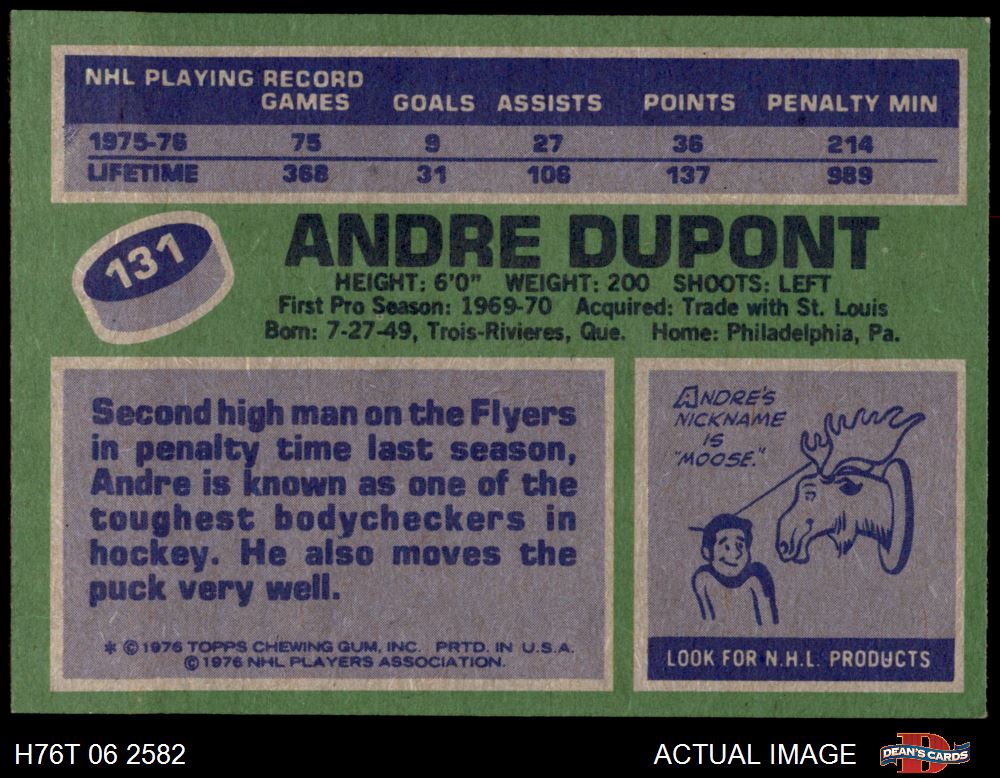 NHL PLAYING RECORD
GAMES GOALS ASSISTS POINTS PENALTY MIN
1975-76 75 9 27 36 214
LIFETIME 368 31 106 137 989
131
ANDRE DUPONT
HEIGHT: 6'0" WEIGHT: 200 SHOOTS: LEFT
First Pro Season: 1969-70 Acquired: Trade with St. Louis
Born: 7-27-49, Trois-Rivieres, Que. Home: Philadelphia, Pa.
Second high man on the Flyers
in penalty time last season,
Andre is known as one of the
toughest bodycheckers in
hockey. He also moves the
puck very well.
* © 1976 TOPPS CHEWING GUM, INC. PRTD. IN U.S.A.
© 1976 NHL PLAYERS ASSOCIATION.
ANDRE'S
NICKNAME
IS
"MOOSE."
LOOK FOR N.H.L. PRODUCTS
H76T 06 2582
ACTUAL IMAGE
D
DEAN'S CARDS